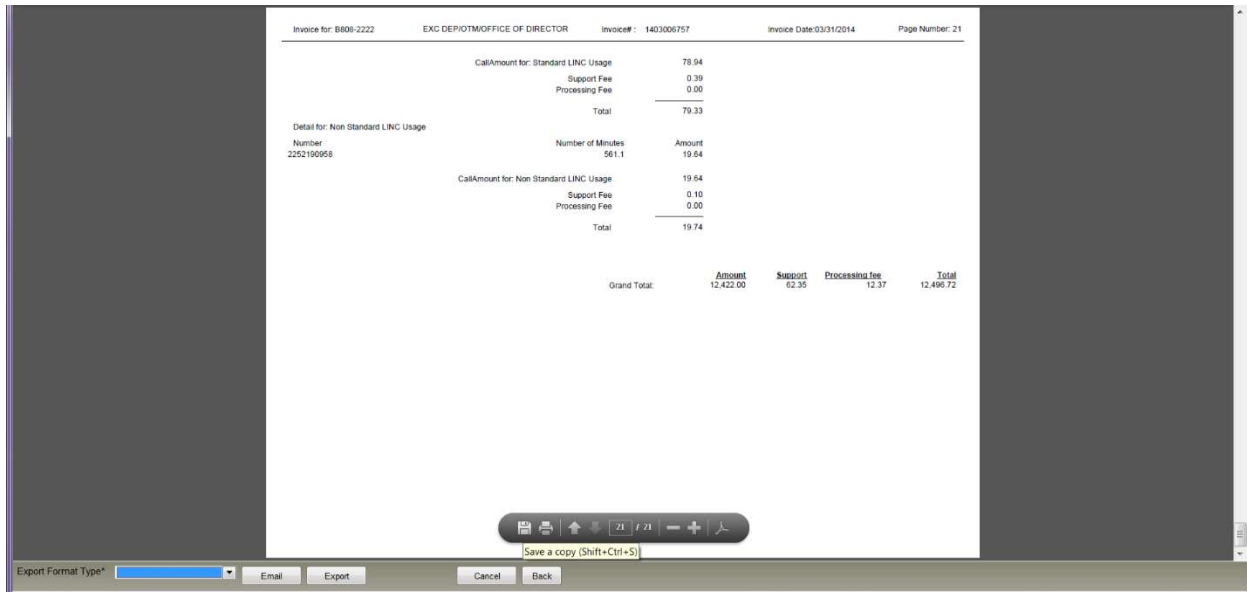 Invoice for: B808-2222 EXC DEP/OTM/OFFICE OF DIRECTOR Invoice# : 1403006757 Invoice Date:03/31/2014 Page Number: 21
CallAmount for: Standard LINC Usage 78.94
Support Fee 0.39
Processing Fee 0.00
Total 79.33
Detail for: Non Standard LINC Usage
Number Number of Minutes Amount
2252190958 561.1 19.64
CallAmount for: Non Standard LINC Usage 19.64
Support Fee 0.10
Processing Fee 0.00
Total 19.74
Amount Support Processing fee Total
Grand Total: 12,422.00 62.35 12.37 12,496.72
21 / 21
Save a copy (Shift+Ctrl+S)
Export Format Type* Email Export Cancel Back